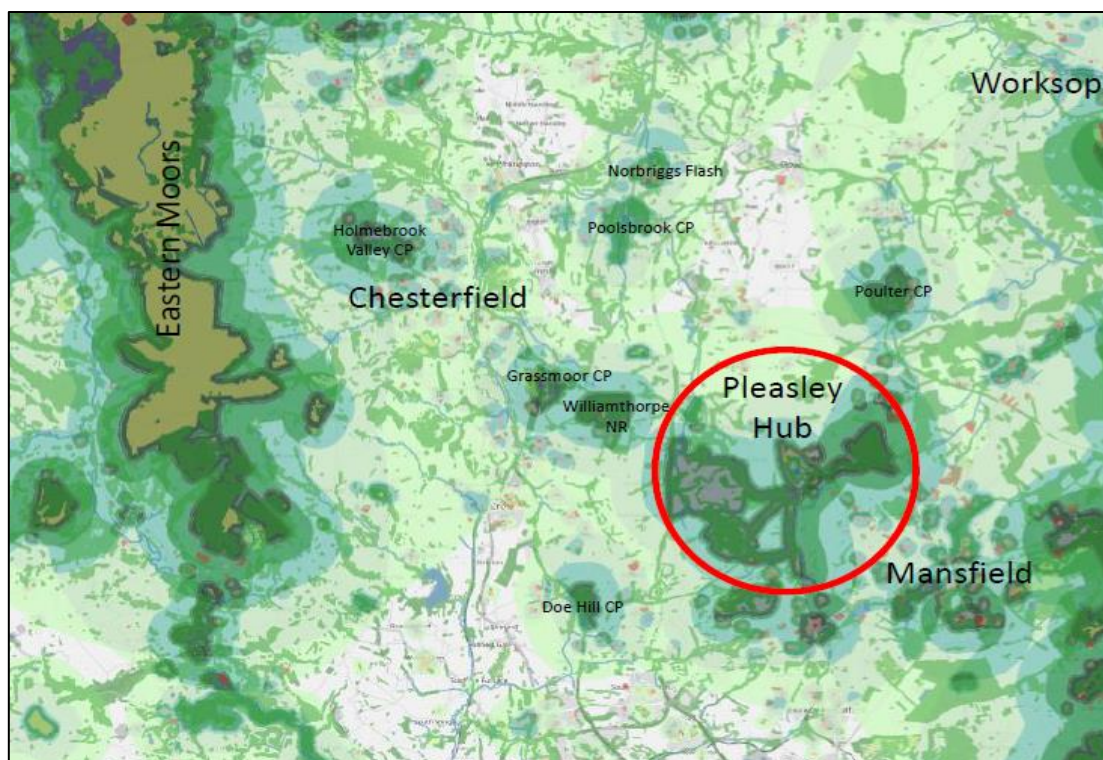 Worksop
Norbriggs Flash
Holmebrook
Valley CP
Poolsbrook CP
Eastern Moors
Chesterfield
Poulter CP
Grassmoor CP
Pleasley
Hub
Williamthorpe
NR
Doe Hill CP
Mansfield